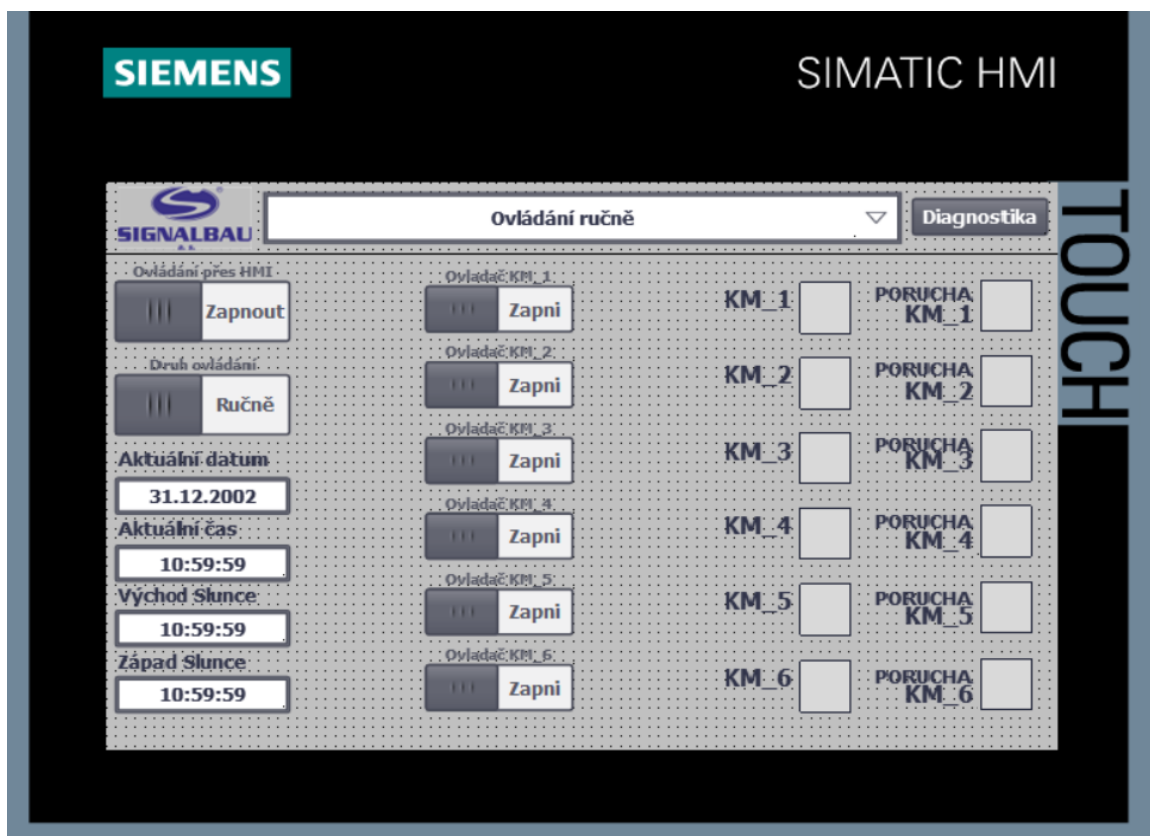 SIEMENS
SIMATIC HMI
TOUCH
SIGNALBAU
a. s.
Ovládání ručně
Diagnostika
Ovládání přes HMI
Zapnout
Druh ovládání
Ručně
Aktuální datum
31.12.2002
Aktuální čas
10:59:59
Východ Slunce
10:59:59
Západ Slunce
10:59:59
Ovladač KM_1
Zapni
Ovladač KM_2
Zapni
Ovladač KM_3
Zapni
Ovladač KM_4
Zapni
Ovladač KM_5
Zapni
Ovladač KM_6
Zapni
KM_1
KM_2
KM_3
KM_4
KM_5
KM_6
PORUCHA
KM_1
PORUCHA
KM_2
PORUCHA
KM_3
PORUCHA
KM_4
PORUCHA
KM_5
PORUCHA
KM_6